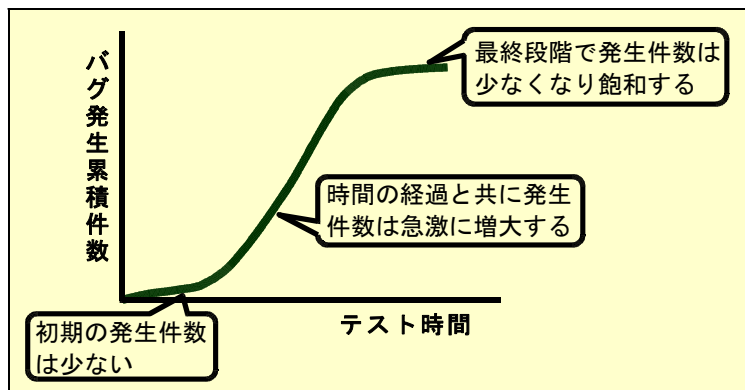 バグ発生累積件数
最終段階で発生件数は
少なくなり飽和する
時間の経過と共に発生
件数は急激に増大する
テスト時間
初期の発生件数
は少ない